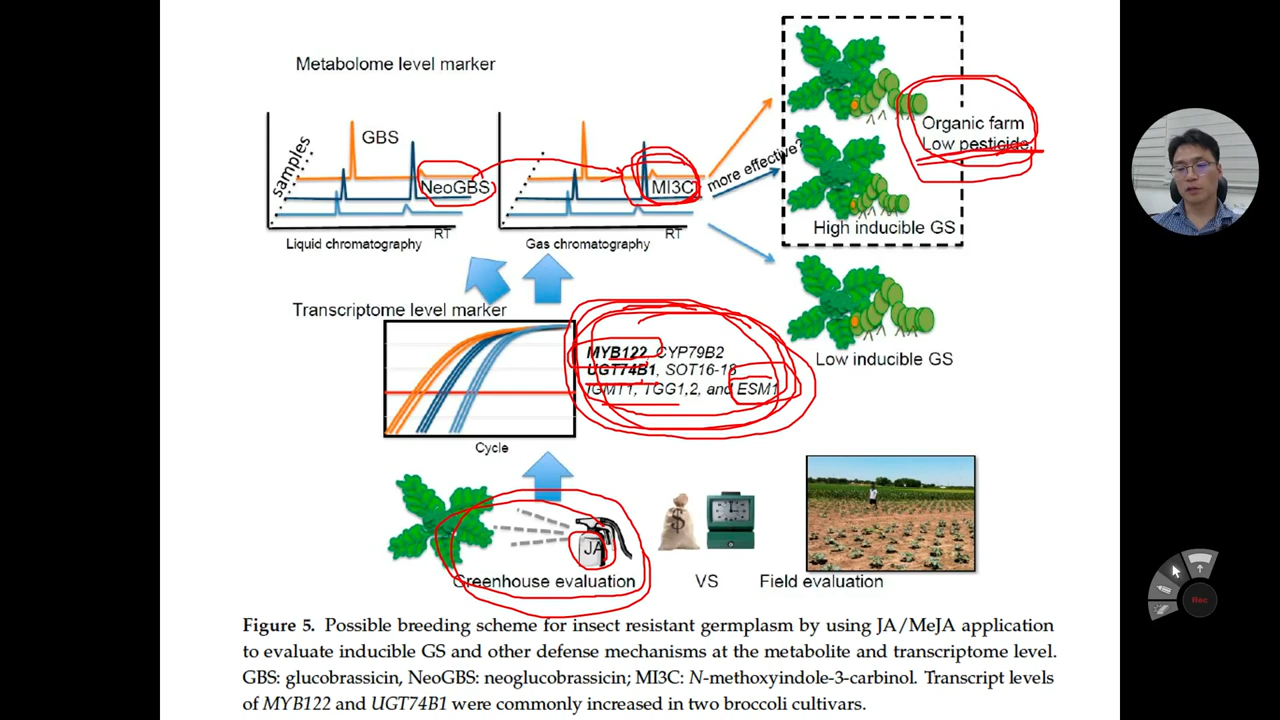 Metabolome level marker
samples
GBS
NeoGBS
RT
Liquid chromatography
MI3C
RT
Gas chromatography
more effective?
Organic farm
Low pesticide
High inducible GS
Low inducible GS
Transcriptome level marker
MYB122, CYP79B2
UGT74B1, SOT16-18
IGMT1, TGG1,2, and ESM1
Cycle
JA
$
Greenhouse evaluation
VS
Field evaluation
Figure 5. Possible breeding scheme for insect resistant germplasm by using JA/MeJA application
to evaluate inducible GS and other defense mechanisms at the metabolite and transcriptome level.
GBS: glucobrassicin, NeoGBS: neoglucobrassicin; MI3C: N-methoxyindole-3-carbinol. Transcript levels
of MYB122 and UGT74B1 were commonly increased in two broccoli cultivars.
Rec